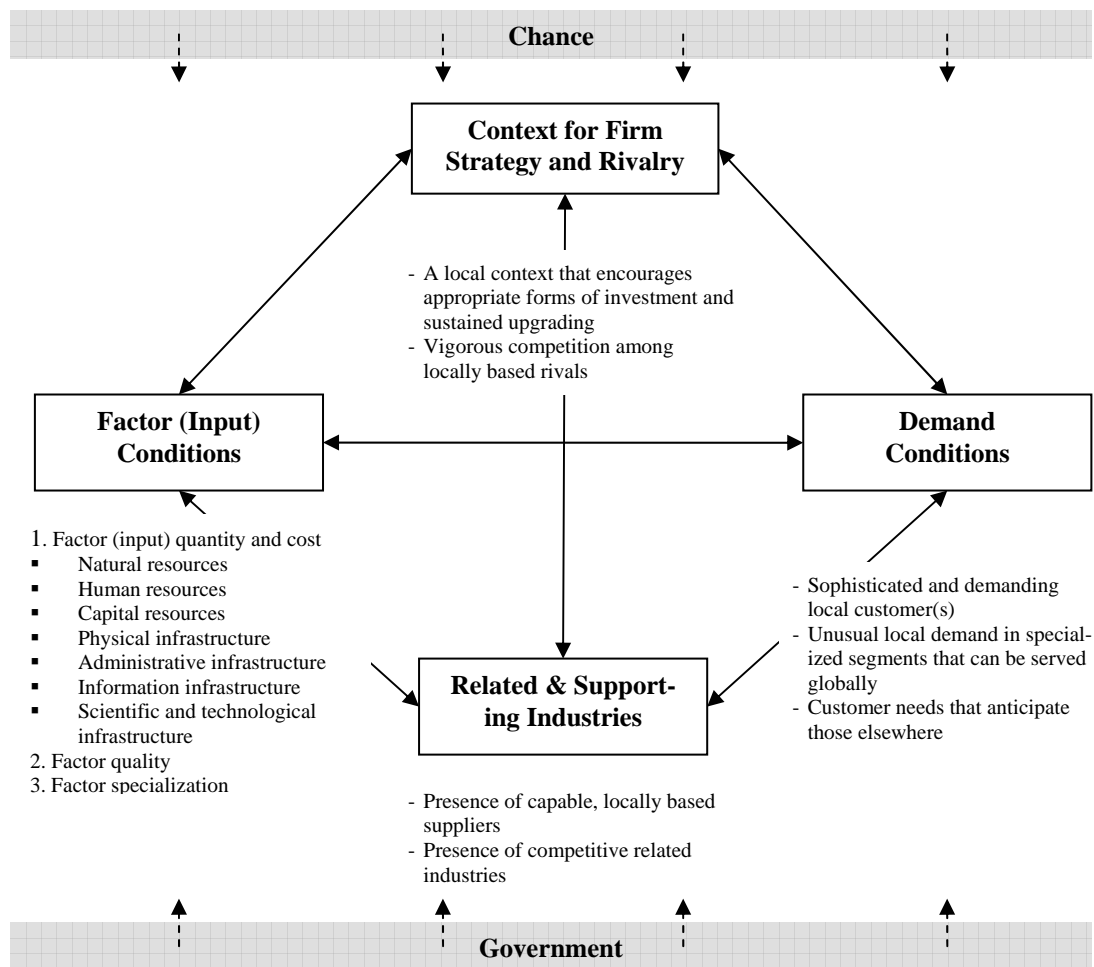 Chance
Context for Firm
Strategy and Rivalry
- A local context that encourages
appropriate forms of investment and
sustained upgrading
- Vigorous competition among
locally based rivals
Factor (Input)
Conditions
Demand
Conditions
1. Factor (input) quantity and cost
▪ Natural resources
▪ Human resources
▪ Capital resources
▪ Physical infrastructure
▪ Administrative infrastructure
▪ Information infrastructure
▪ Scientific and technological
infrastructure
2. Factor quality
3. Factor specialization
- Sophisticated and demanding
local customer(s)
- Unusual local demand in special-
ized segments that can be served
globally
- Customer needs that anticipate
those elsewhere
Related & Support-
ing Industries
- Presence of capable, locally based
suppliers
- Presence of competitive related
industries
Government